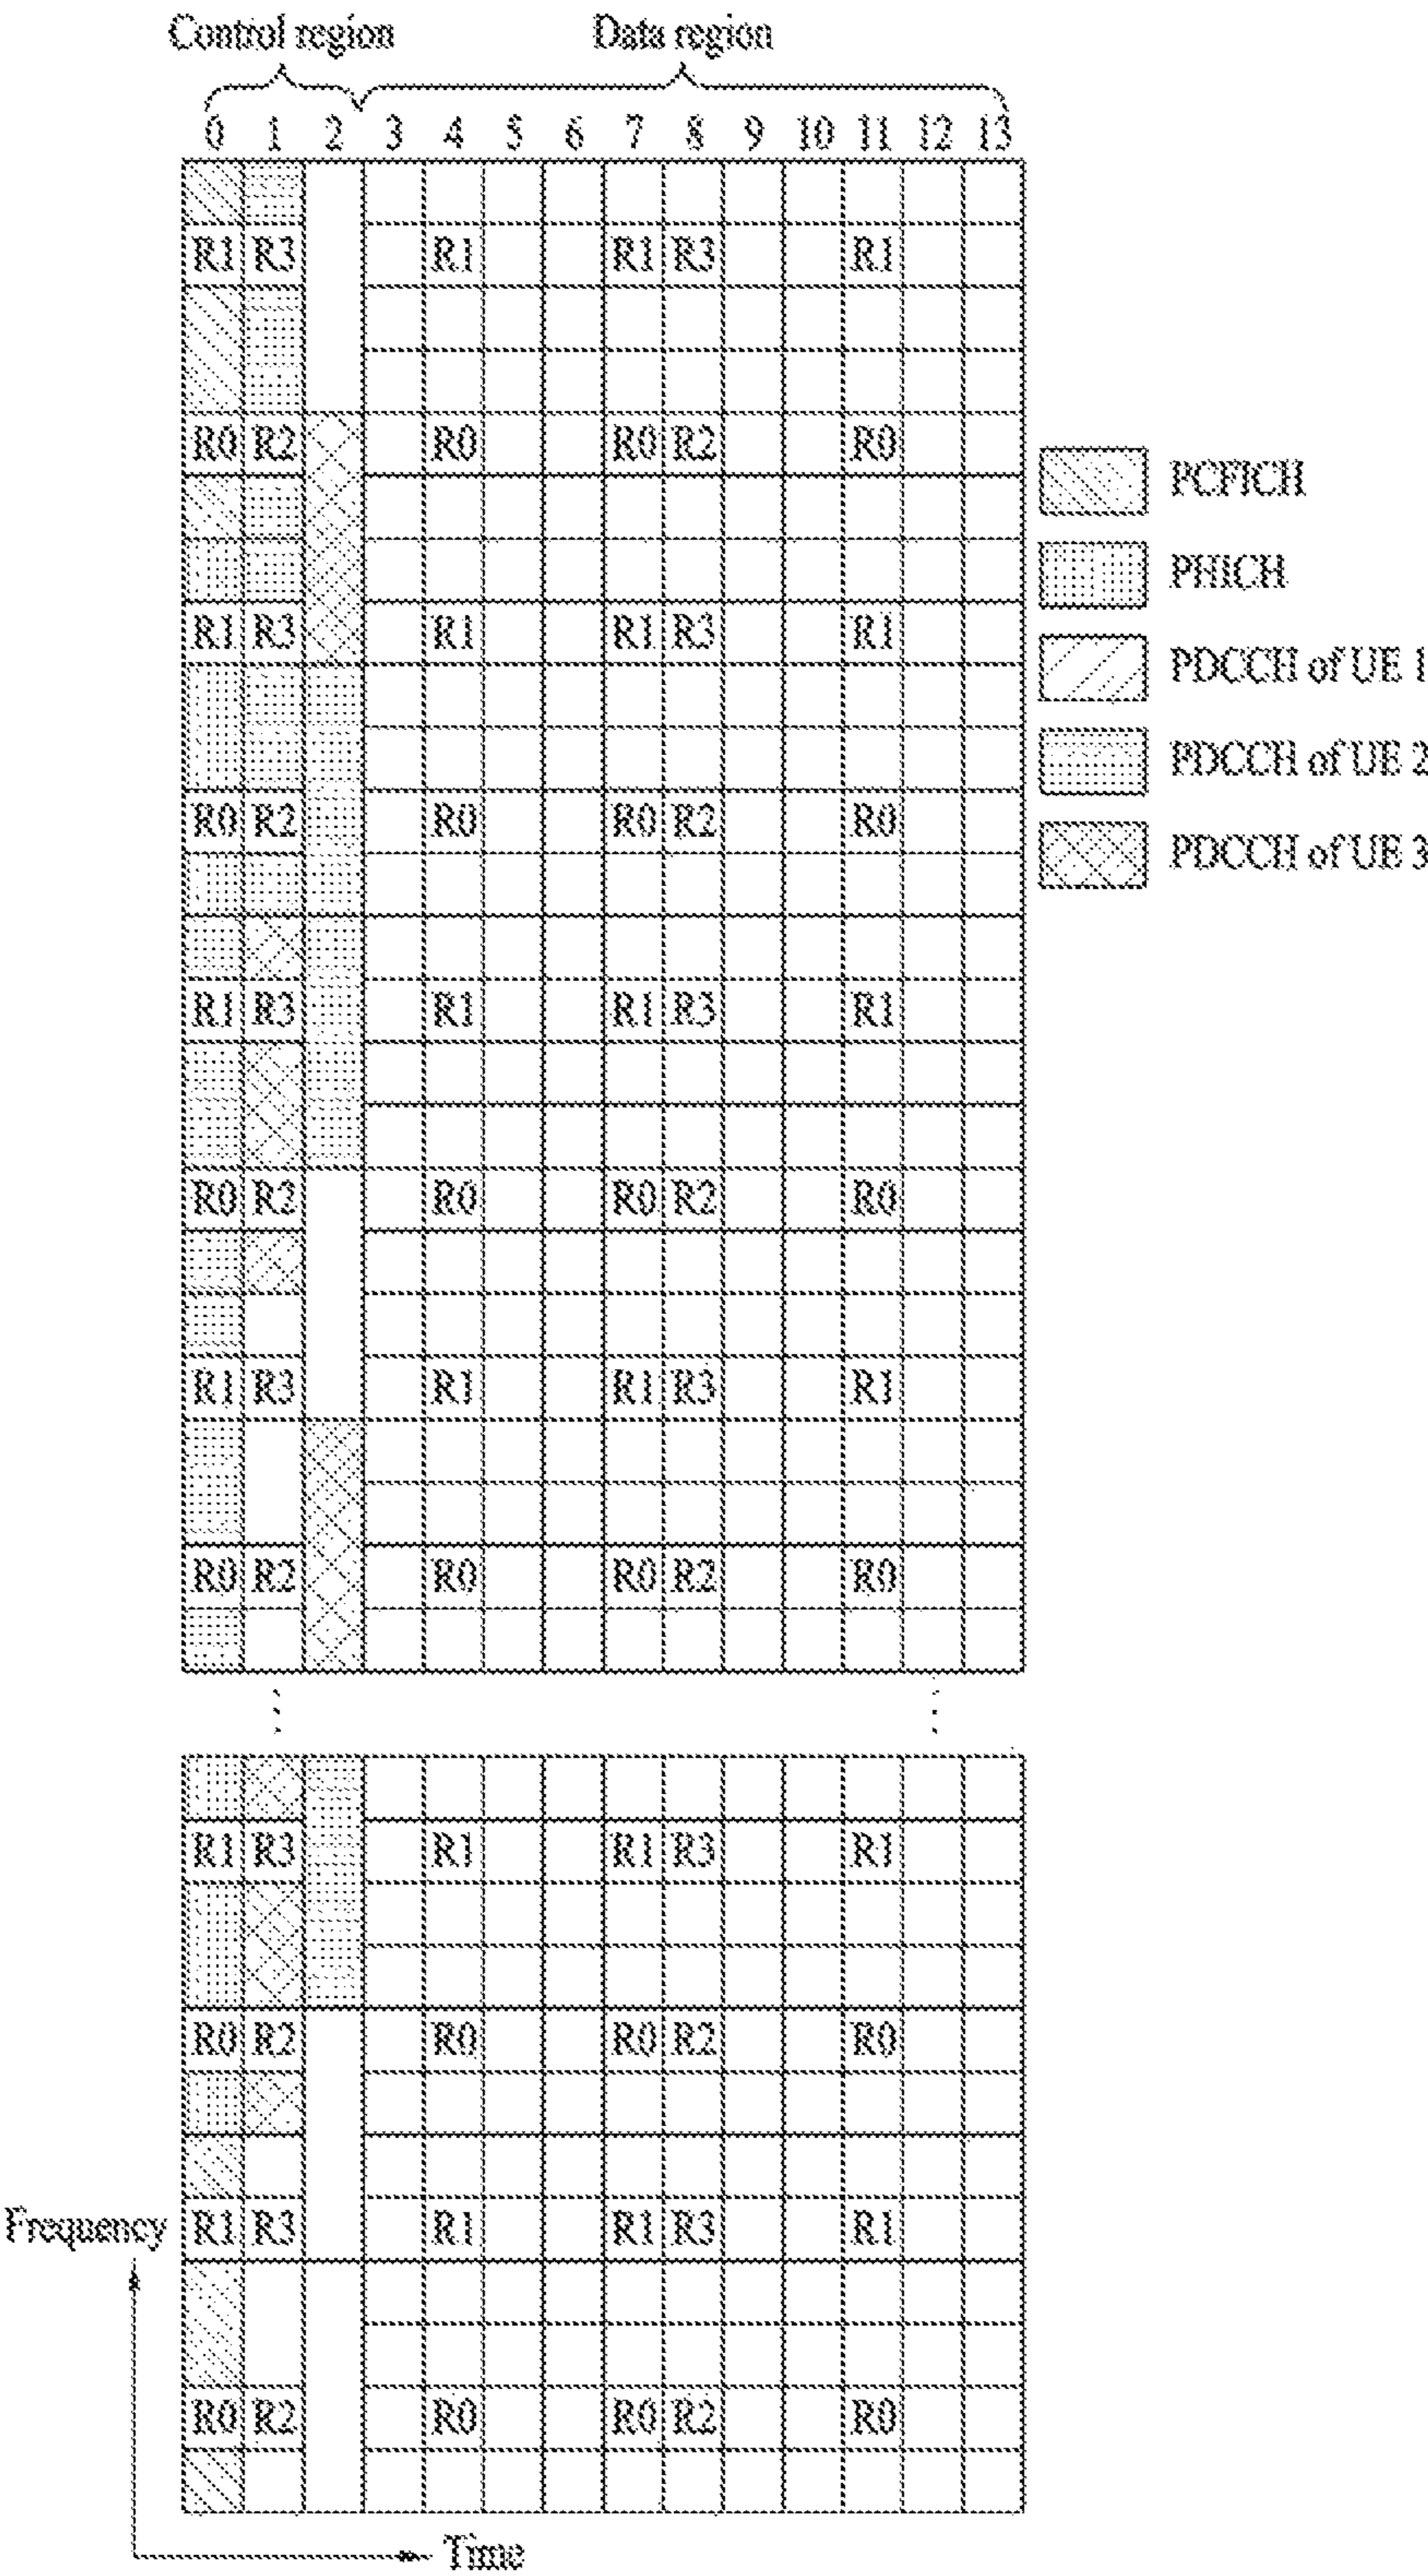 Control region Data region
0 1 2 3 4 5 6 7 8 9 10 11 12 13
R1 R3 R1 R1 R3 R1
R0 R2 R0 R0 R2 R0
PCFICH
PHICH
R1 R3 R1 R1 R3 R1
PDCCH of UE 1
PDCCH of UE 2
R0 R2 R0 R0 R2 R0
PDCCH of UE 3
R1 R3 R1 R1 R3 R1
R0 R2 R0 R0 R2 R0
R1 R3 R1 R1 R3 R1
R0 R2 R0 R0 R2 R0
R1 R3 R1 R1 R3 R1
R0 R2 R0 R0 R2 R0
Frequency R1 R3 R1 R1 R3 R1
R0 R2 R0 R0 R2 R0
Time